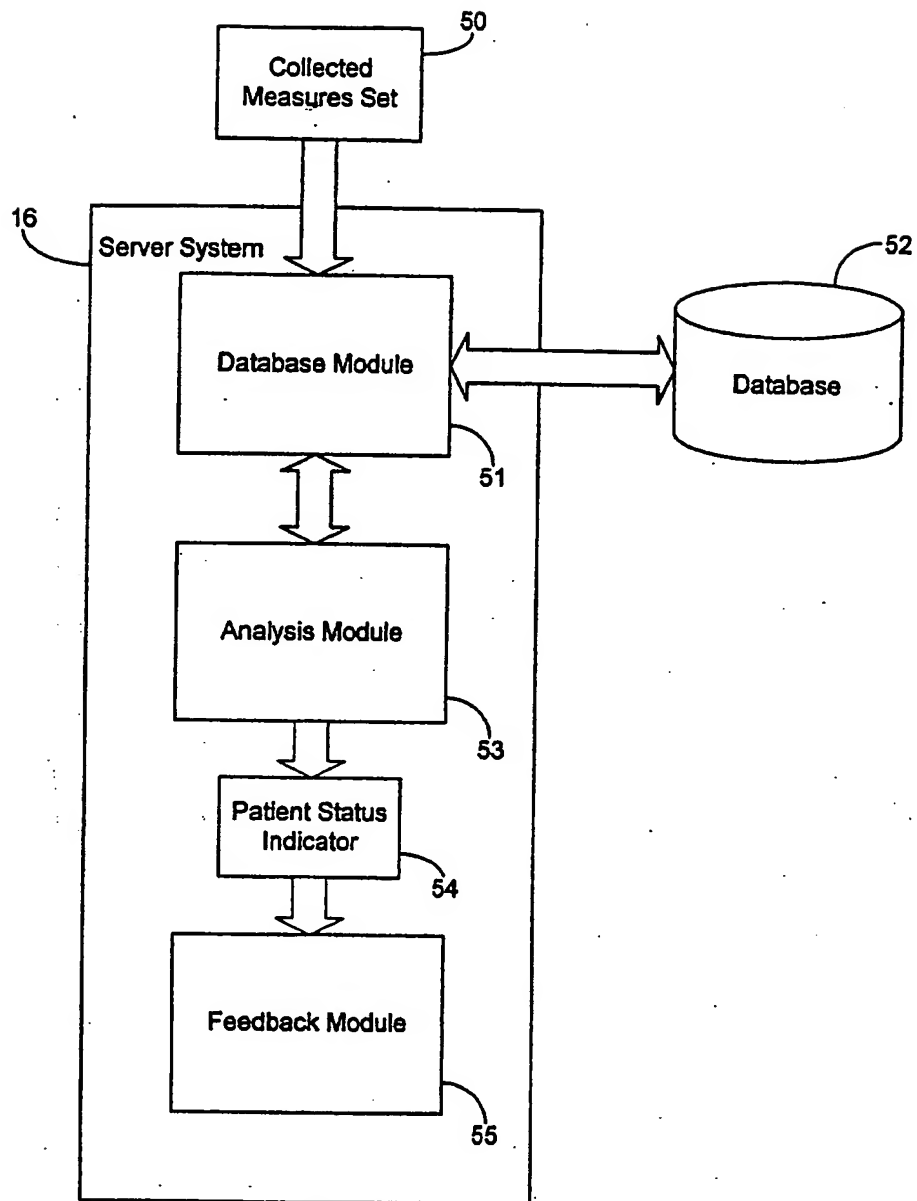 50
Collected
Measures Set
16
Server System
52
Database Module
Database
51
Analysis Module
53
Patient Status
Indicator
54
Feedback Module
55